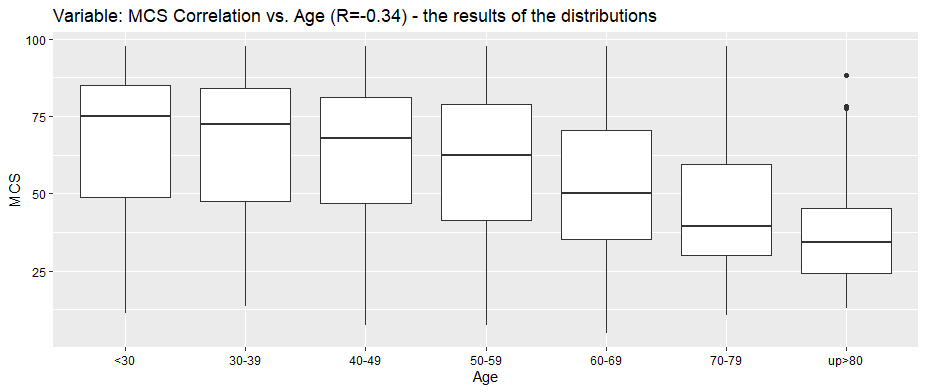 Variable: MCS Correlation vs. Age (R=-0.34) - the results of the distributions
100
75
50
25
MCS
<30 30-39 40-49 50-59 60-69 70-79 up>80
Age